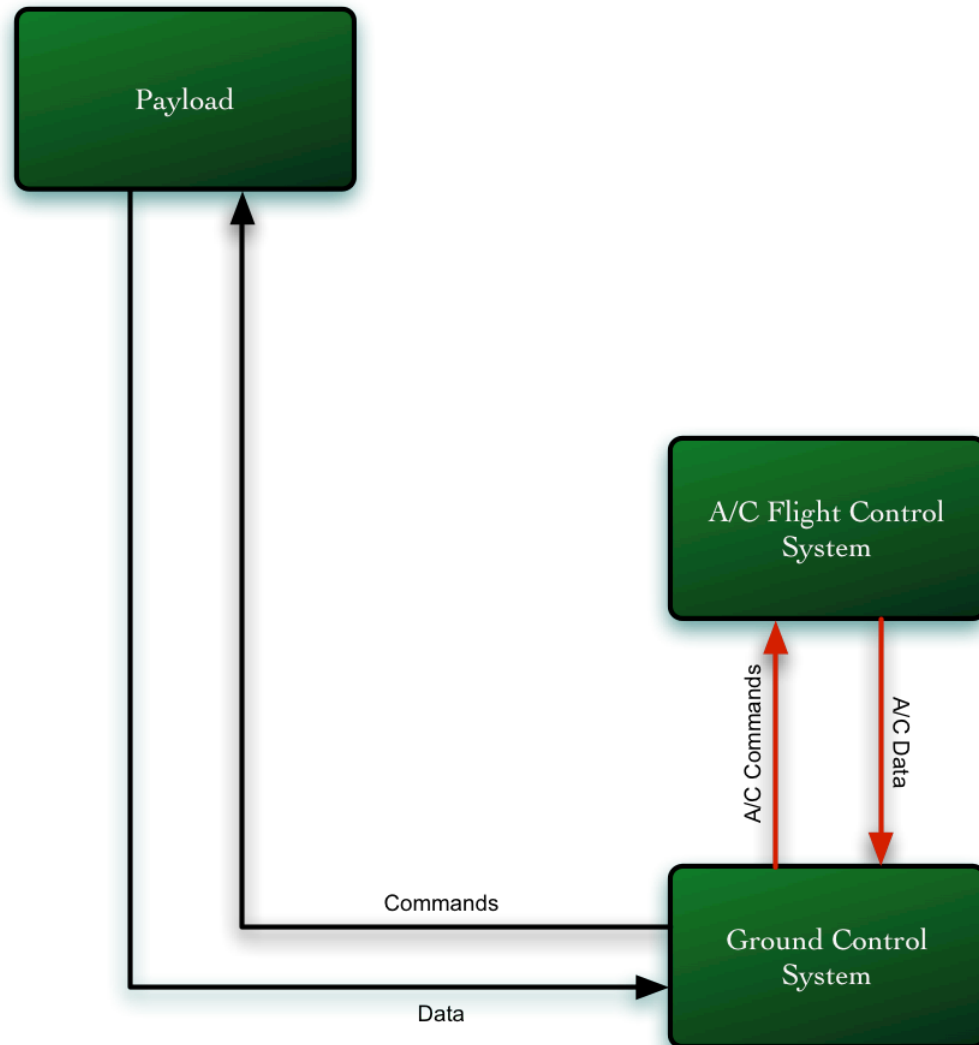 Payload
A/C Flight Control
System
A/C Commands
A/C Data
Commands
Ground Control
System
Data